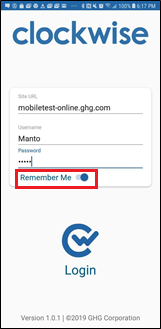 6:17 PM
clockwise
Site URL
mobiletest-online.ghg.com
Username
Manto
Password
•••••
Remember Me
Login
Version 1.0.1 | ©2019 GHG Corporation